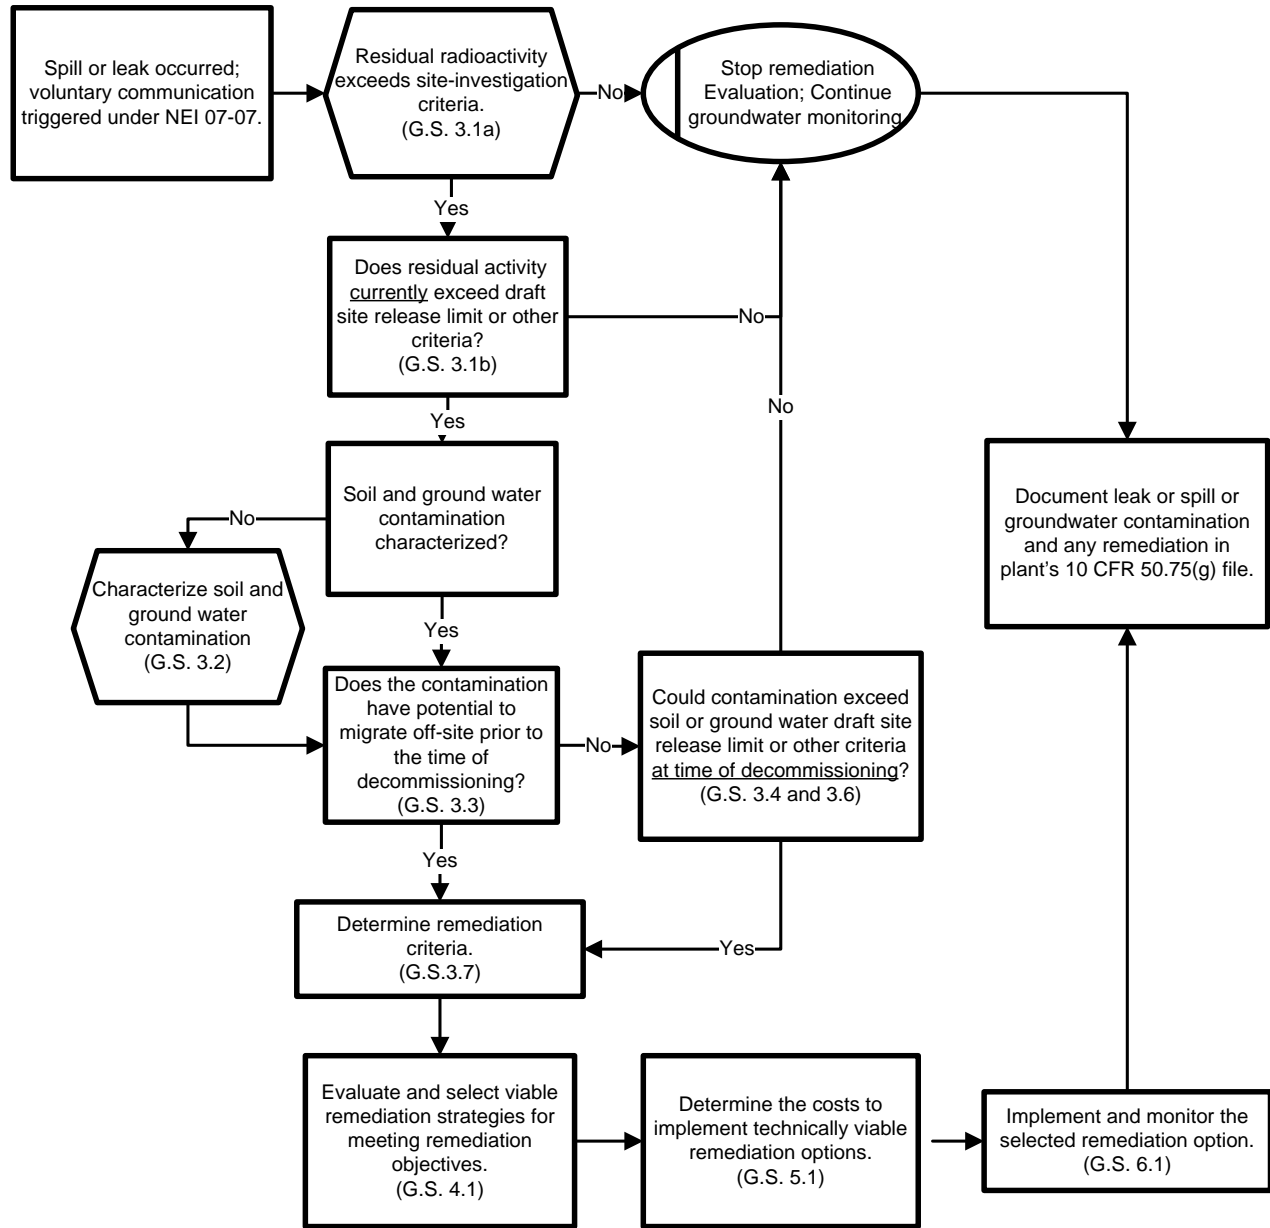 Spill or leak occurred;
voluntary communication
triggered under NEI 07-07.
Residual radioactivity
exceeds site-investigation
criteria.
(G.S. 3.1a)
No
Stop remediation
Evaluation; Continue
groundwater monitoring
Yes
Does residual activity
currently exceed draft
site release limit or other
criteria?
(G.S. 3.1b)
No
Yes
No
Soil and ground water
contamination
characterized?
No
Document leak or spill or
groundwater contamination
and any remediation in
plant's 10 CFR 50.75(g) file.
Characterize soil and
ground water
contamination
(G.S. 3.2)
Yes
Does the contamination
have potential to
migrate off-site prior to
the time of
decommissioning?
(G.S. 3.3)
No
Could contamination exceed
soil or ground water draft site
release limit or other criteria
at time of decommissioning?
(G.S. 3.4 and 3.6)
Yes
Determine remediation
criteria.
(G.S.3.7)
Yes
Evaluate and select viable
remediation strategies for
meeting remediation
objectives.
(G.S. 4.1)
Determine the costs to
implement technically viable
remediation options.
(G.S. 5.1)
Implement and monitor the
selected remediation option.
(G.S. 6.1)